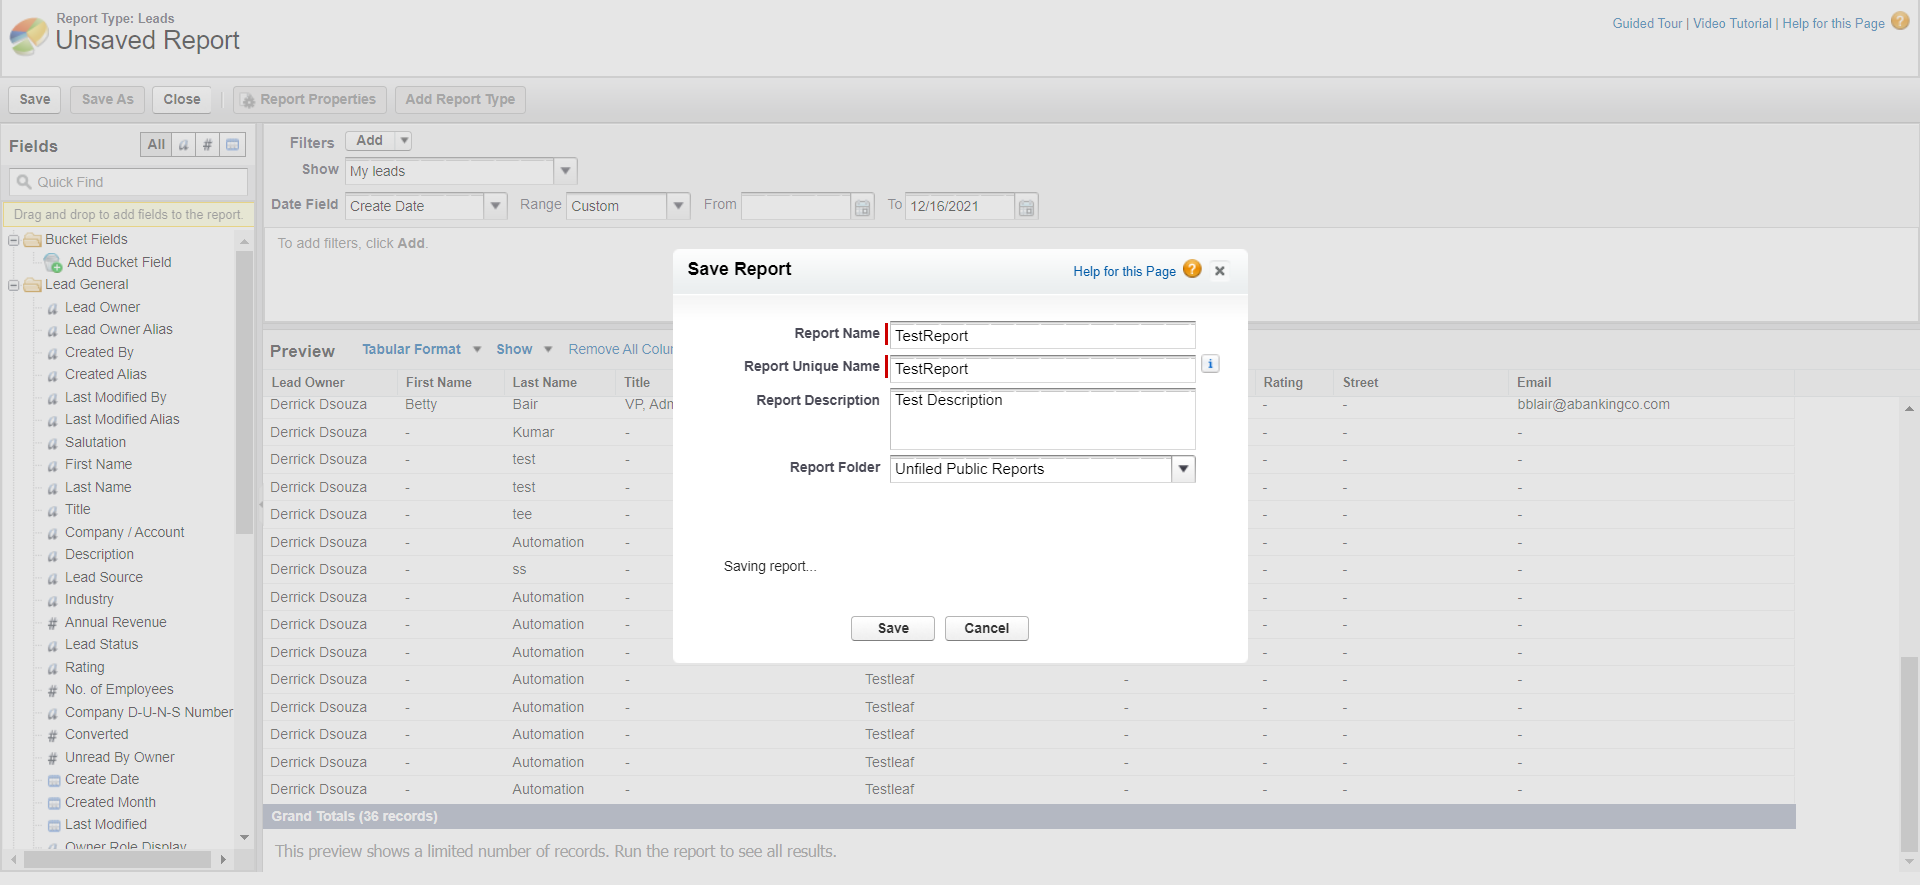 Report Type: Leads
Unsaved Report
Guided Tour | Video Tutorial | Help for this Page ?
Save Save As Close Report Properties Add Report Type
Fields All a #
Quick Find
Drag and drop to add fields to the report.
Bucket Fields
Add Bucket Field
Lead General
a Lead Owner
a Lead Owner Alias
a Created By
a Created Alias
a Last Modified By
a Last Modified Alias
a Salutation
a First Name
a Last Name
a Title
a Company / Account
a Description
a Lead Source
a Industry
# Annual Revenue
a Lead Status
a Rating
# No. of Employees
a Company D-U-N-S Number
# Converted
# Unread By Owner
Create Date
Created Month
Last Modified
Owner Role Display
Filters Add
Show My leads
Date Field Create Date Range Custom From To 12/16/2021
To add filters, click Add.
Preview Tabular Format Show Remove All Colu
Lead Owner First Name Last Name Title Rating Street Email
Derrick Dsouza Betty Bair VP, Adm - - bblair@abankingco.com
Derrick Dsouza - Kumar - - - -
Derrick Dsouza - test - - - -
Derrick Dsouza - test - - - -
Derrick Dsouza - tee - - - -
Derrick Dsouza - Automation - - - -
Derrick Dsouza - ss - - - -
Derrick Dsouza - Automation - - - -
Derrick Dsouza - Automation - - - -
Derrick Dsouza - Automation - - - -
Derrick Dsouza - Automation - Testleaf - - - -
Derrick Dsouza - Automation - Testleaf - - - -
Derrick Dsouza - Automation - Testleaf - - - -
Derrick Dsouza - Automation - Testleaf - - - -
Derrick Dsouza - Automation - Testleaf - - - -
Grand Totals (36 records)
This preview shows a limited number of records. Run the report to see all results.
Save Report Help for this Page ? x
Report Name TestReport
Report Unique Name TestReport i
Report Description Test Description
Report Folder Unfiled Public Reports
Saving report...
Save Cancel